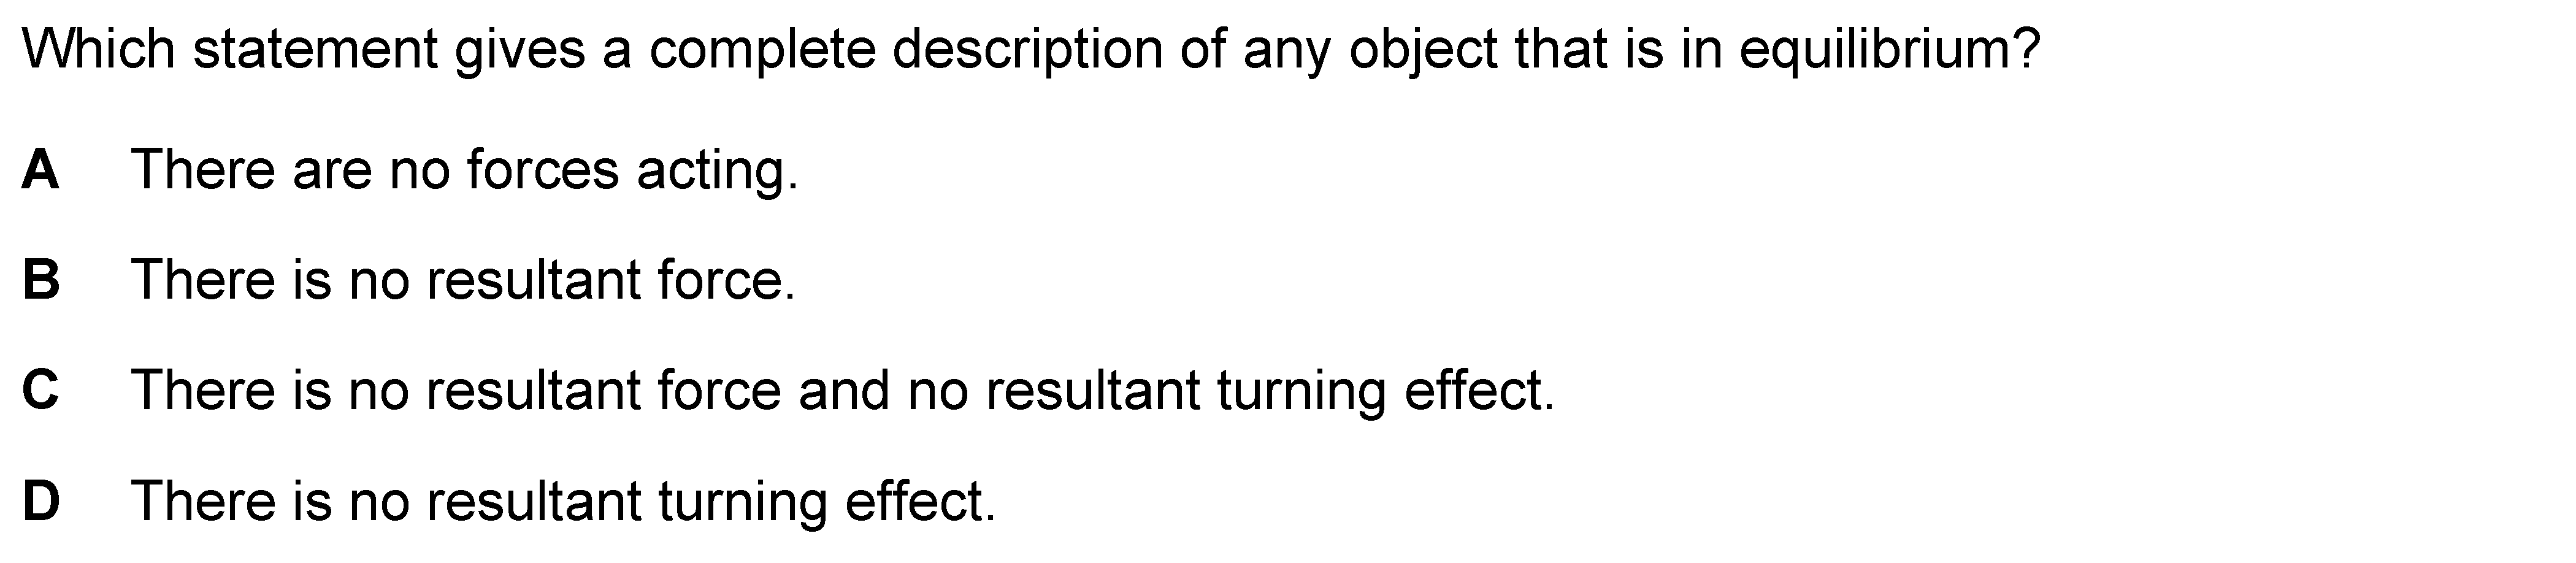 Which statement gives a complete description of any object that is in equilibrium?
A There are no forces acting.
B There is no resultant force.
C There is no resultant force and no resultant turning effect.
D There is no resultant turning effect.